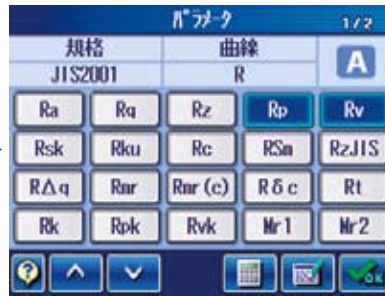 ﾊﾟﾗﾒｰﾀ 1/2
規格 曲線 A
JIS2001 R
Ra Rq Rz Rp Rv
Rsk Rku Rc RSm RzJIS
RΔq Rmr Rmr(c) Rδc Rt
Rk Rpk Rvk Mr1 Mr2
? OK